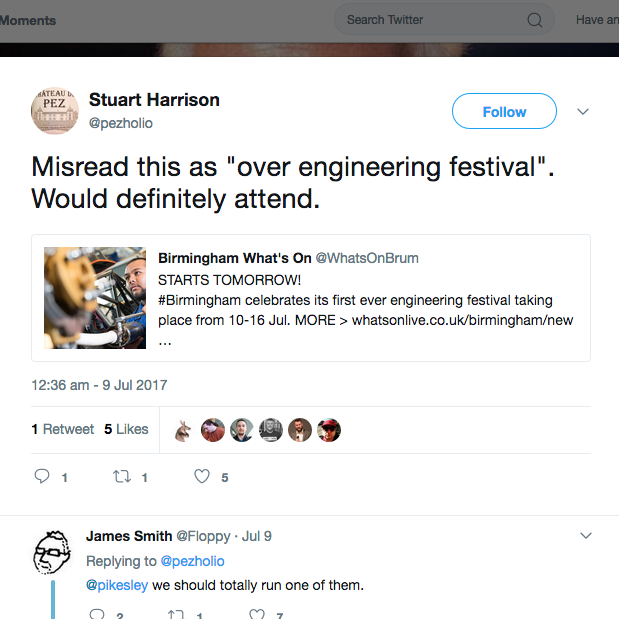 Moments
Search Twitter
Have an
PEZ
Stuart Harrison
@pezholio
Follow
Misread this as "over engineering festival".
Would definitely attend.
Birmingham What's On @WhatsOnBrum
STARTS TOMORROW!
#Birmingham celebrates its first ever engineering festival taking
place from 10-16 Jul. MORE > whatsonlive.co.uk/birmingham/new
…
12:36 am - 9 Jul 2017
1 Retweet 5 Likes
1 1 5
James Smith @Floppy · Jul 9
Replying to @pezholio
@pikesley we should totally run one of them.
2 1 7